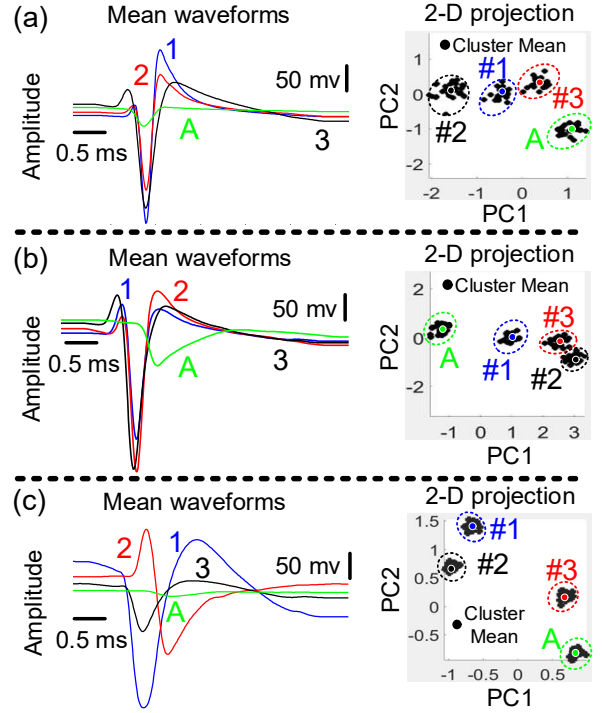 (a)
Mean waveforms
2-D projection
1
2
50 mv
A
3
0.5 ms
Amplitude
Cluster Mean
#1
#2
#3
A
PC2
1
0
-1
-2
-2
-1
0
1
PC1
(b)
Mean waveforms
2-D projection
1
2
50 mv
0.5 ms
A
3
Amplitude
Cluster Mean
#3
A
#1
#2
PC2
2
0
-2
-1
0
1
2
3
PC1
(c)
Mean waveforms
2-D projection
2
1
3
50 mv
A
0.5 ms
Amplitude
#1
#2
#3
Cluster
Mean
A
PC2
1.5
1
0.5
0
-0.5
-1
-0.5
0
0.5
PC1